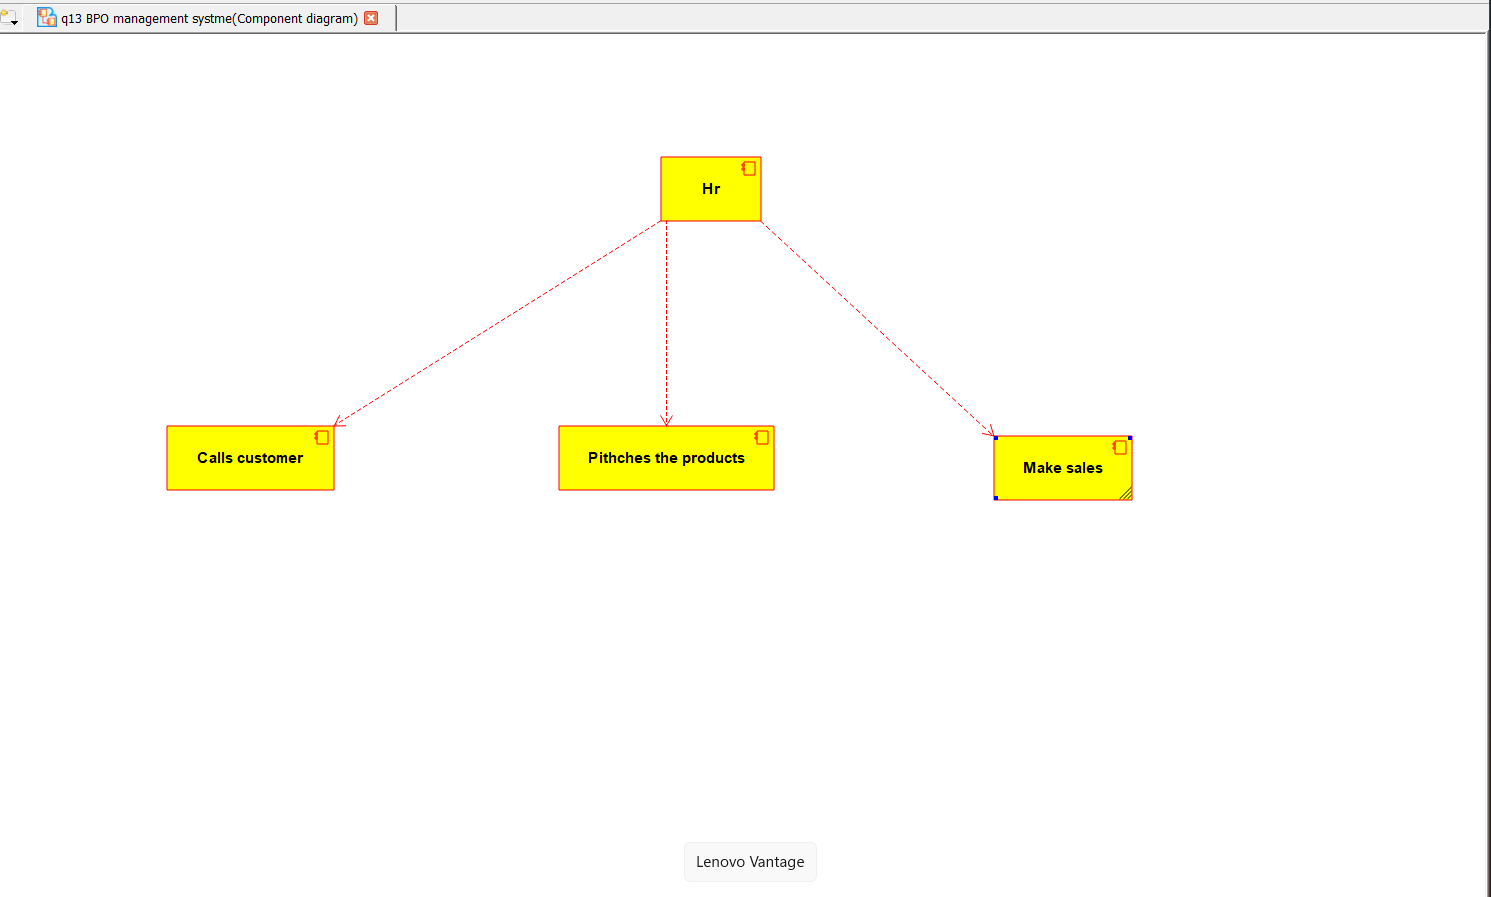 q13 BPO management systme(Component diagram)
Hr
Calls customer
Pithches the products
Make sales
Lenovo Vantage